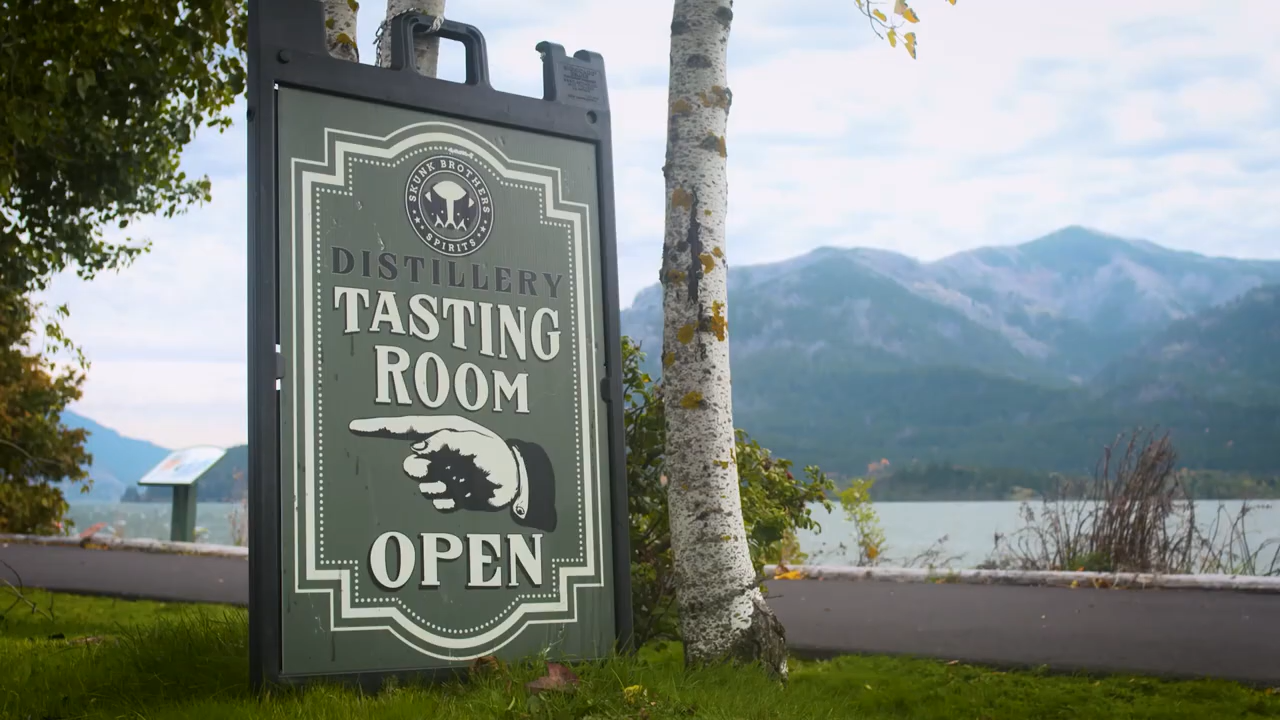 SKUNK BROTHERS
SPIRITS
DISTILLERY
TASTING
ROOM
OPEN